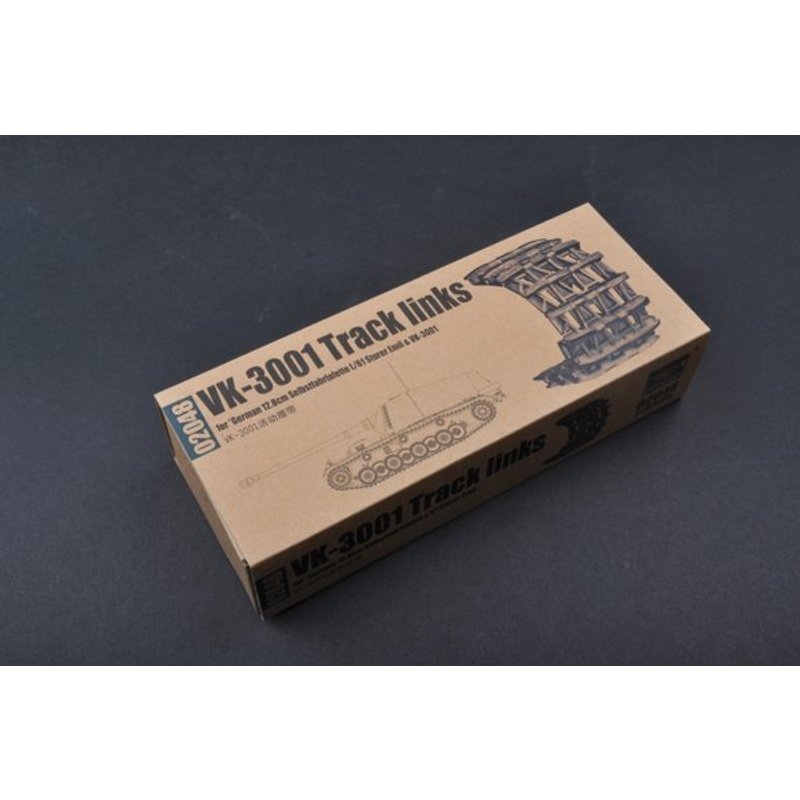 02048
VK-3001 Track links
for "German 12.8cm Selbstfahrlafette L/61 Sturer Emil & VK-3001
VK-3001活动履带
VK-3001 Track links